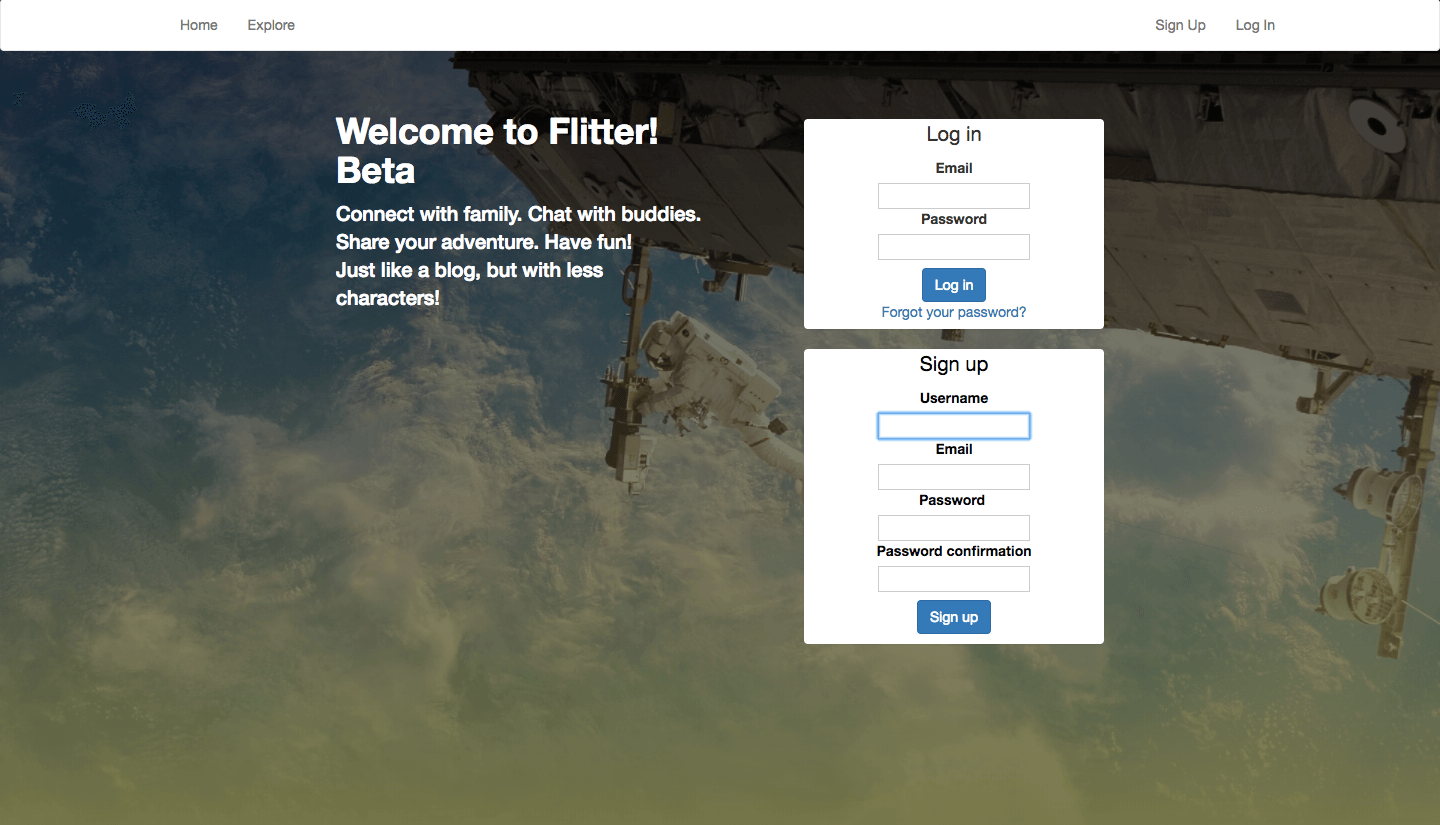 Home Explore Sign Up Log In
Welcome to Flitter!
Beta
Connect with family. Chat with buddies.
Share your adventure. Have fun!
Just like a blog, but with less
characters!
Log in
Email
Password
Log in
Forgot your password?
Sign up
Username
Email
Password
Password confirmation
Sign up